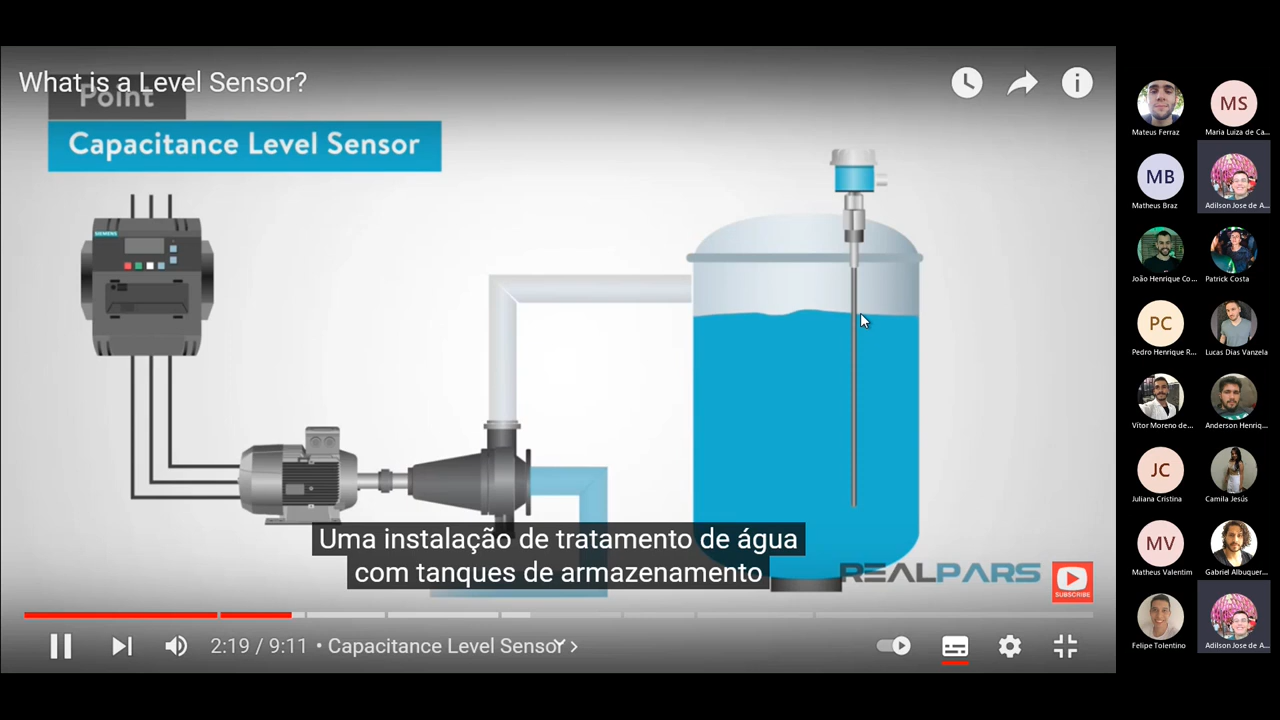 What is a Level Sensor?
Point
Capacitance Level Sensor
SIEMENS
Uma instalação de tratamento de água
com tanques de armazenamento
REALPARS
SUBSCRIBE
2:19 / 9:11 • Capacitance Level Sensor
Mateus Ferraz
MS
Maria Luiza de Ca...
MB
Matheus Braz
Adilson Jose de A...
João Henrique Co...
Patrick Costa
PC
Pedro Henrique R...
Lucas Dias Vanzela
Vítor Moreno de...
Anderson Henriq...
JC
Juliana Cristina
Camila Jesús
MV
Matheus Valentim
Gabriel Albuquer...
Felipe Tolentino
Adilson Jose de A...